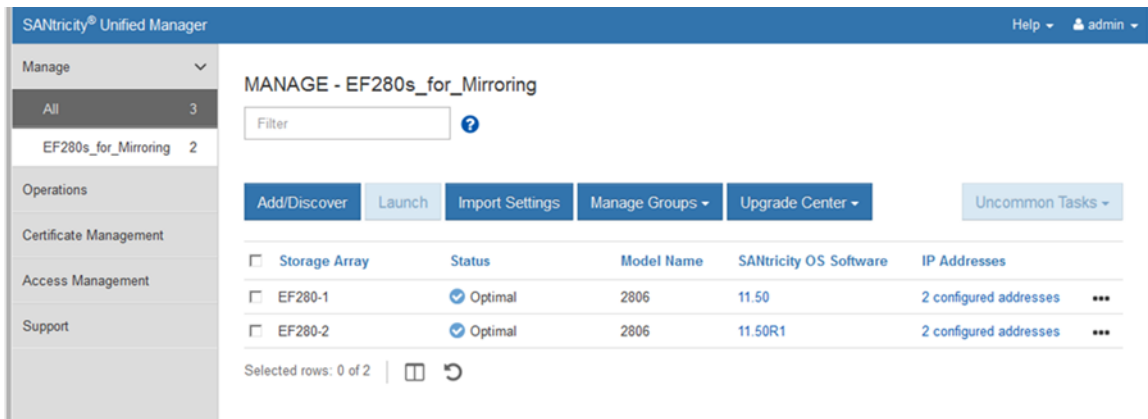 SANtricity® Unified Manager
Help
admin
Manage
All 3
EF280s_for_Mirroring 2
Operations
Certificate Management
Access Management
Support
MANAGE - EF280s_for_Mirroring
Filter
?
Add/Discover Launch Import Settings Manage Groups Upgrade Center Uncommon Tasks
Storage Array Status Model Name SANtricity OS Software IP Addresses
EF280-1 Optimal 2806 11.50 2 configured addresses •••
EF280-2 Optimal 2806 11.50R1 2 configured addresses •••
Selected rows: 0 of 2